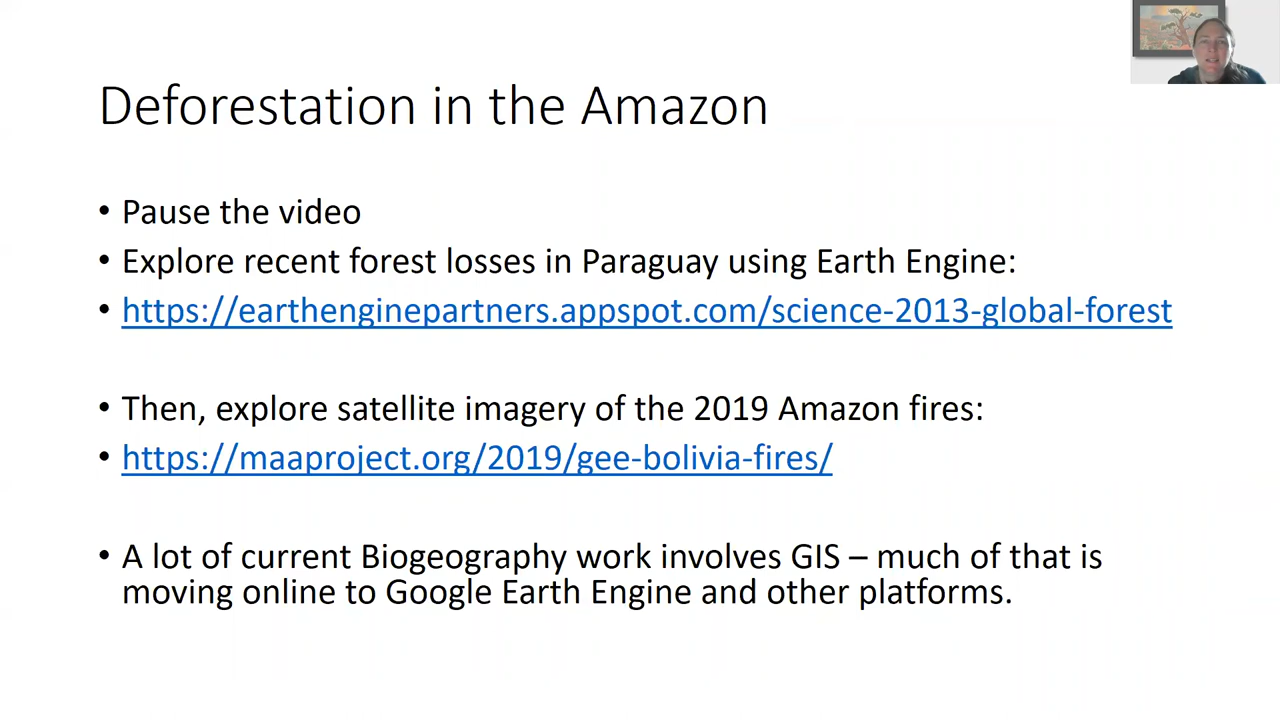 Deforestation in the Amazon
• Pause the video
• Explore recent forest losses in Paraguay using Earth Engine:
• https://earthenginepartners.appspot.com/science-2013-global-forest
• Then, explore satellite imagery of the 2019 Amazon fires:
• https://maaproject.org/2019/gee-bolivia-fires/
• A lot of current Biogeography work involves GIS – much of that is
moving online to Google Earth Engine and other platforms.